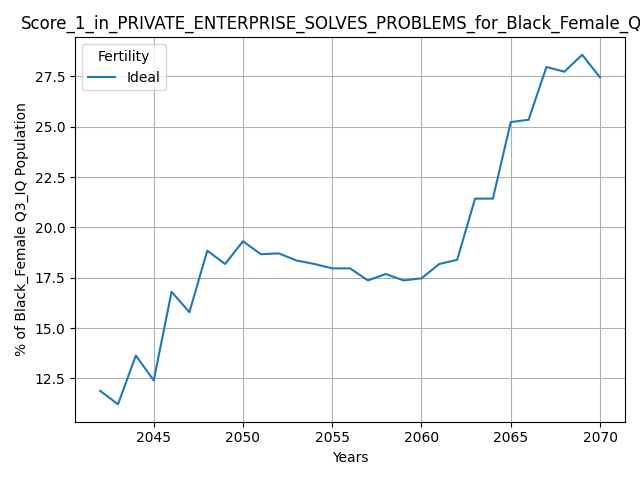 Score_1_in_PRIVATE_ENTERPRISE_SOLVES_PROBLEMS_for_Black_Female_Q
Fertility
Ideal
% of Black_Female Q3_IQ Population
27.5
25.0
22.5
20.0
17.5
15.0
12.5
2045 2050 2055 2060 2065 2070
Years